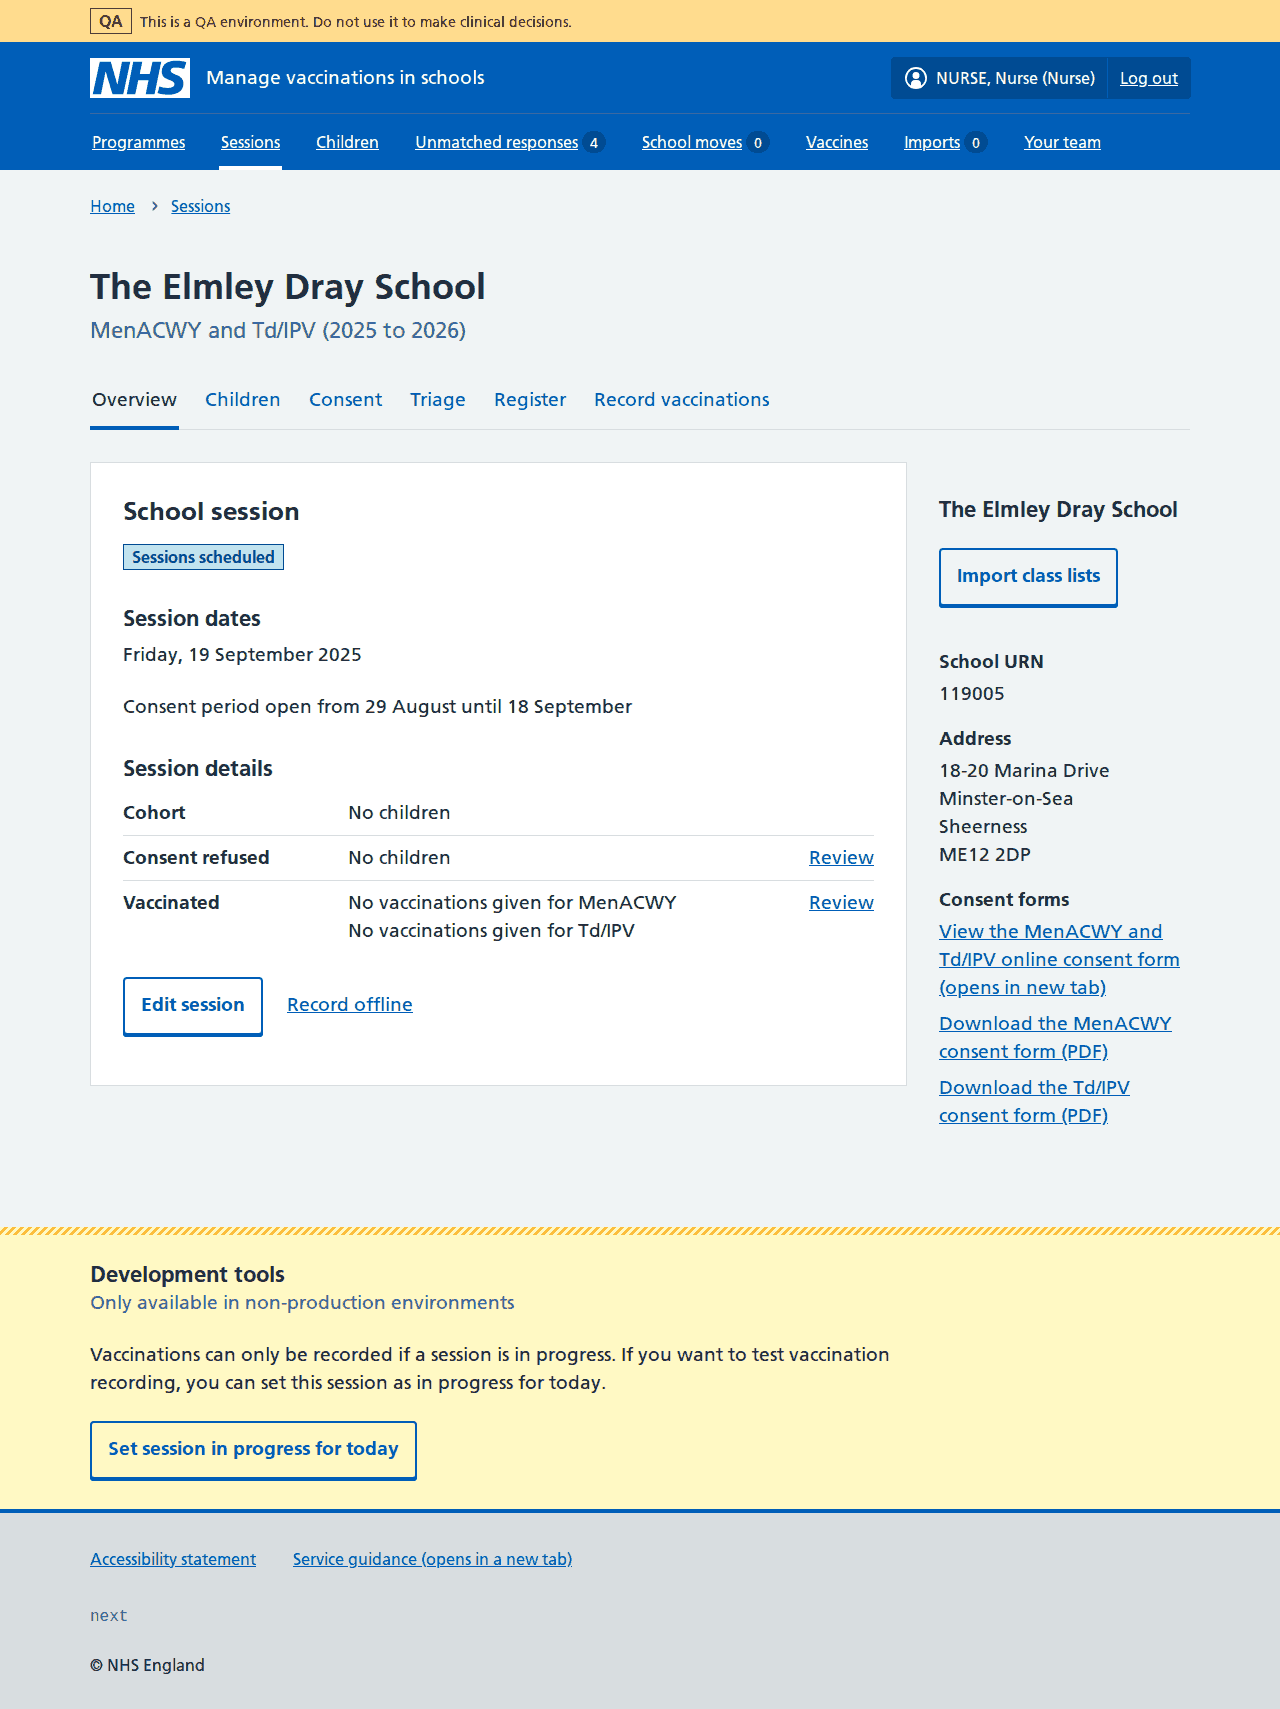 QA This is a QA environment. Do not use it to make clinical decisions.
NHS Manage vaccinations in schools NURSE, Nurse (Nurse) Log out
Programmes Sessions Children Unmatched responses 4 School moves 0 Vaccines Imports 0 Your team
Home › Sessions
The Elmley Dray School
MenACWY and Td/IPV (2025 to 2026)
Overview Children Consent Triage Register Record vaccinations
School session
Sessions scheduled
Session dates
Friday, 19 September 2025
Consent period open from 29 August until 18 September
Session details
Cohort No children
Consent refused No children Review
Vaccinated No vaccinations given for MenACWY Review
No vaccinations given for Td/IPV
Edit session Record offline
The Elmley Dray School
Import class lists
School URN
119005
Address
18-20 Marina Drive
Minster-on-Sea
Sheerness
ME12 2DP
Consent forms
View the MenACWY and
Td/IPV online consent form
(opens in new tab)
Download the MenACWY
consent form (PDF)
Download the Td/IPV
consent form (PDF)
Development tools
Only available in non-production environments
Vaccinations can only be recorded if a session is in progress. If you want to test vaccination
recording, you can set this session as in progress for today.
Set session in progress for today
Accessibility statement Service guidance (opens in a new tab)
next
© NHS England